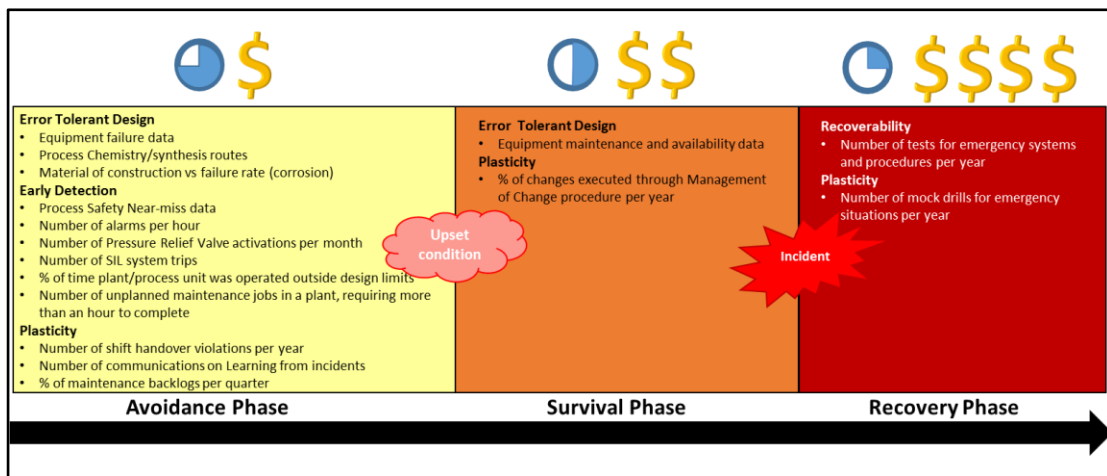 $
$$
$$$$
Error Tolerant Design
• Equipment failure data
• Process Chemistry/synthesis routes
• Material of construction vs failure rate (corrosion)
Early Detection
• Process Safety Near-miss data
• Number of alarms per hour
• Number of Pressure Relief Valve activations per month
• Number of SIL system trips
• % of time plant/process unit was operated outside design limits
• Number of unplanned maintenance jobs in a plant, requiring more
than an hour to complete
Plasticity
• Number of shift handover violations per year
• Number of communications on Learning from incidents
• % of maintenance backlogs per quarter
Upset
condition
Error Tolerant Design
• Equipment maintenance and availability data
Plasticity
• % of changes executed through Management
of Change procedure per year
Incident
Recoverability
• Number of tests for emergency systems
and procedures per year
Plasticity
• Number of mock drills for emergency
situations per year
Avoidance Phase
Survival Phase
Recovery Phase